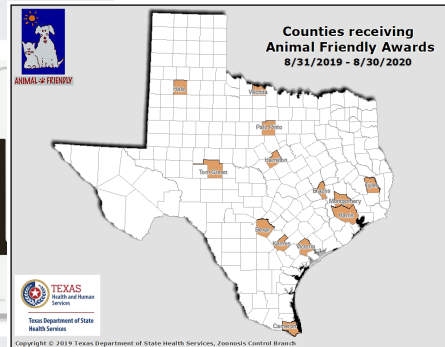 Counties receiving
Animal Friendly Awards
8/31/2019 - 8/30/2020
ANIMAL FRIENDLY
Hale
Wichita
Palo Pinto
Hamilton
Tom Green
Brazos
Tyler
Montgomery
Harris
Bexar
Karnes
Victoria
Cameron
TEXAS
Health and Human
Services
Texas Department of State
Health Services
Copyright © 2019 Texas Department of State Health Services, Zoonosis Control Branch